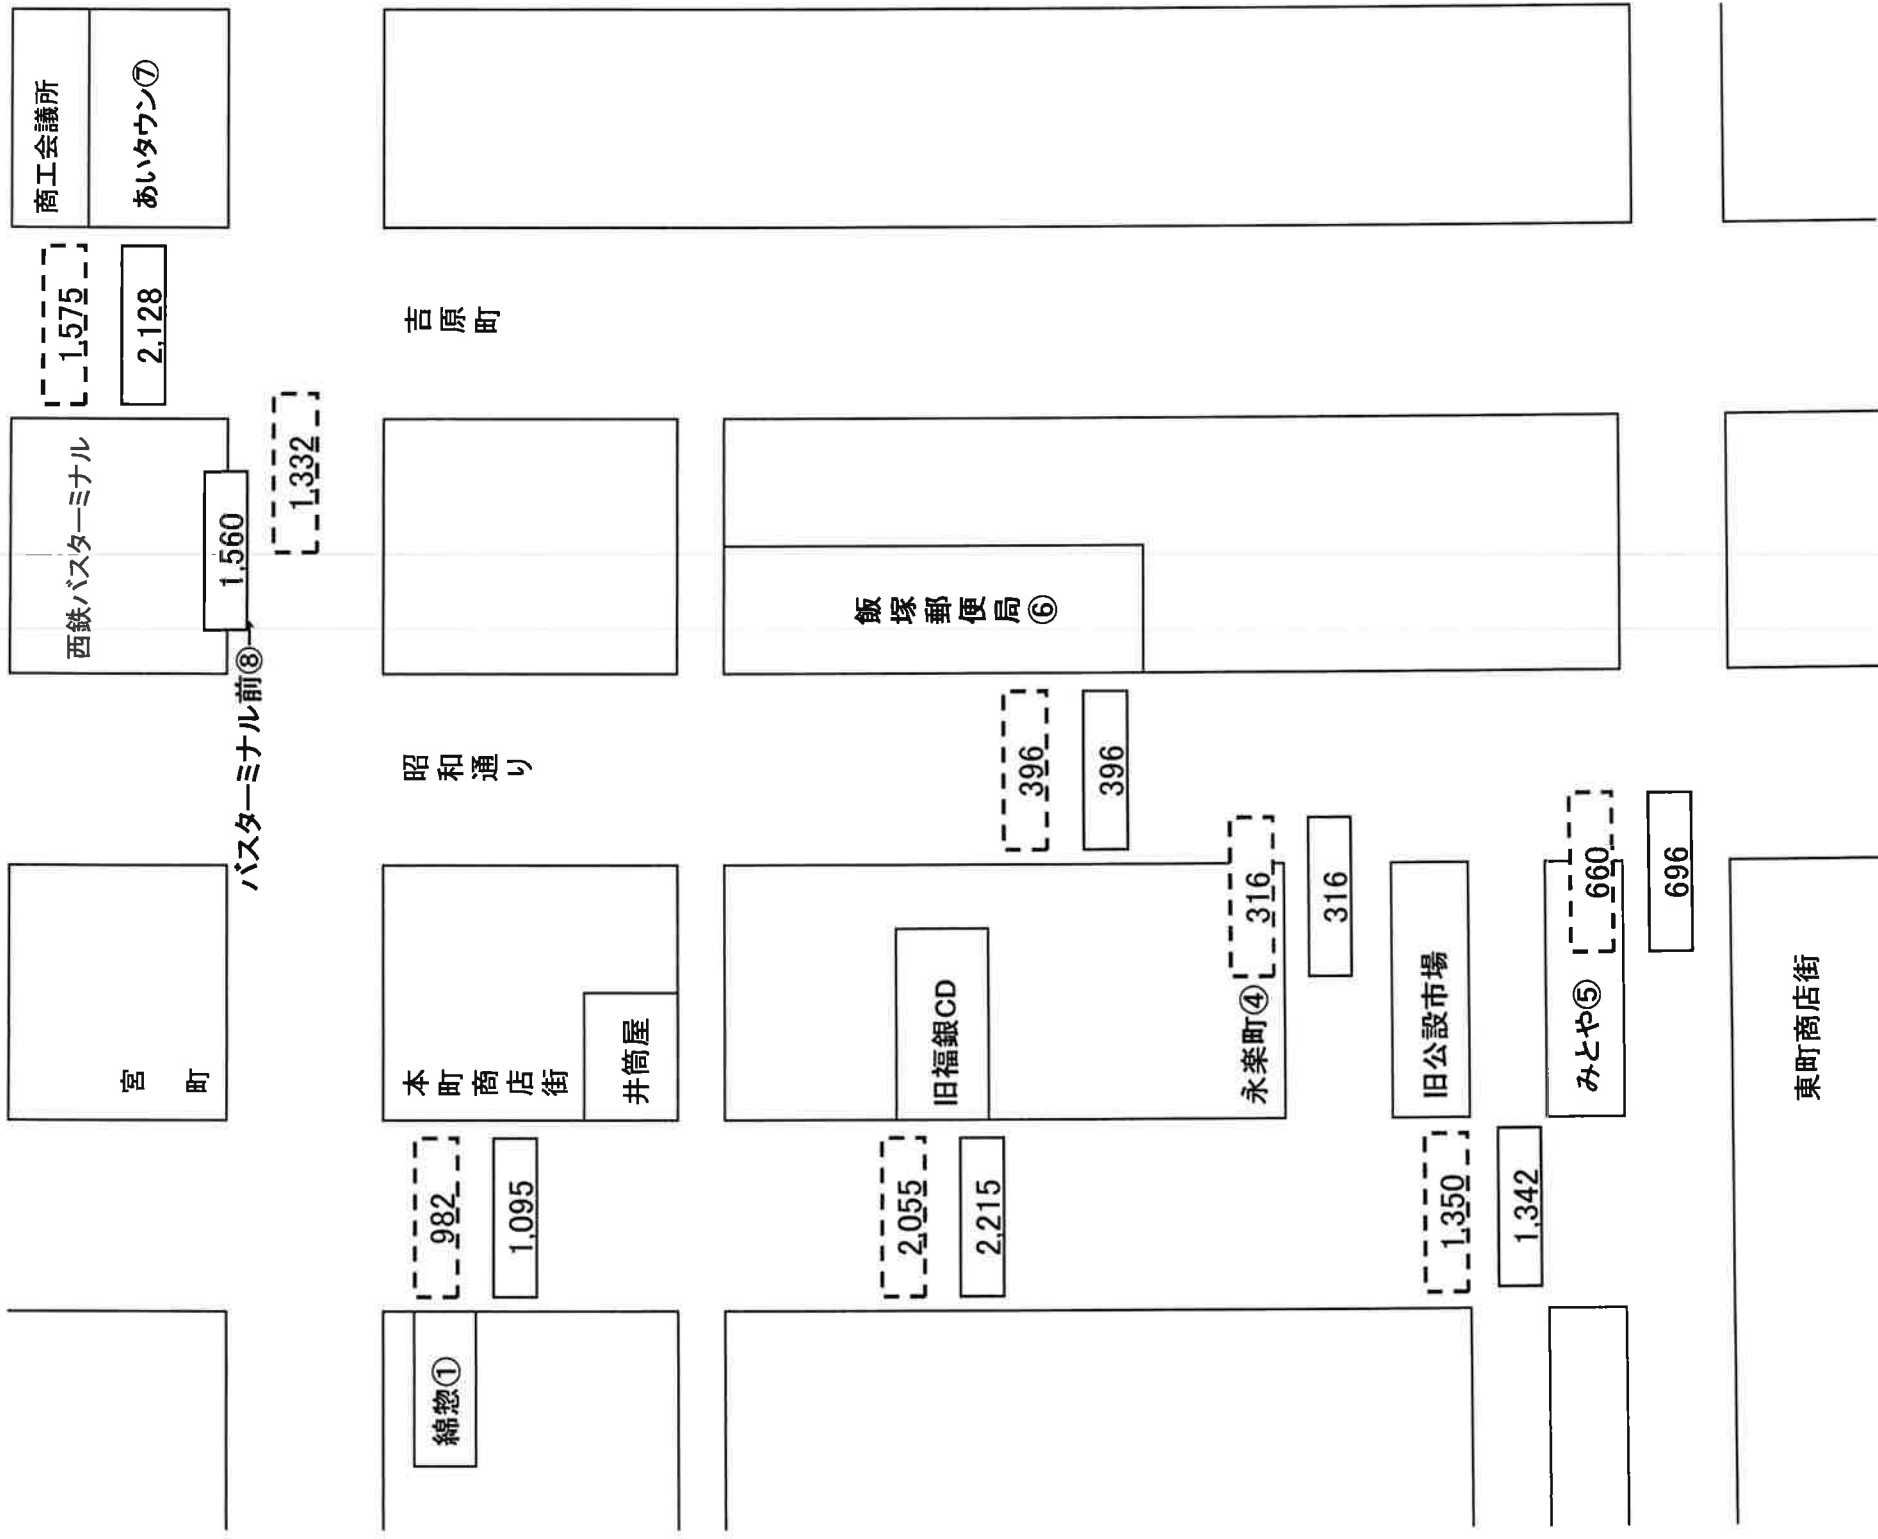 商工会議所
あいタウン⑦
1,575
2,128
吉原町
西鉄バスターミナル
1,560
1,332
バスターミナル前⑧→
昭和通り
飯塚郵便局⑥
396
396
宮町
本町商店街
井筒屋
旧福銀CD
永楽町④
316
316
旧公設市場
みとや⑤
660
696
東町商店街
982
1,095
2,055
2,215
1,350
1,342
綿惣①